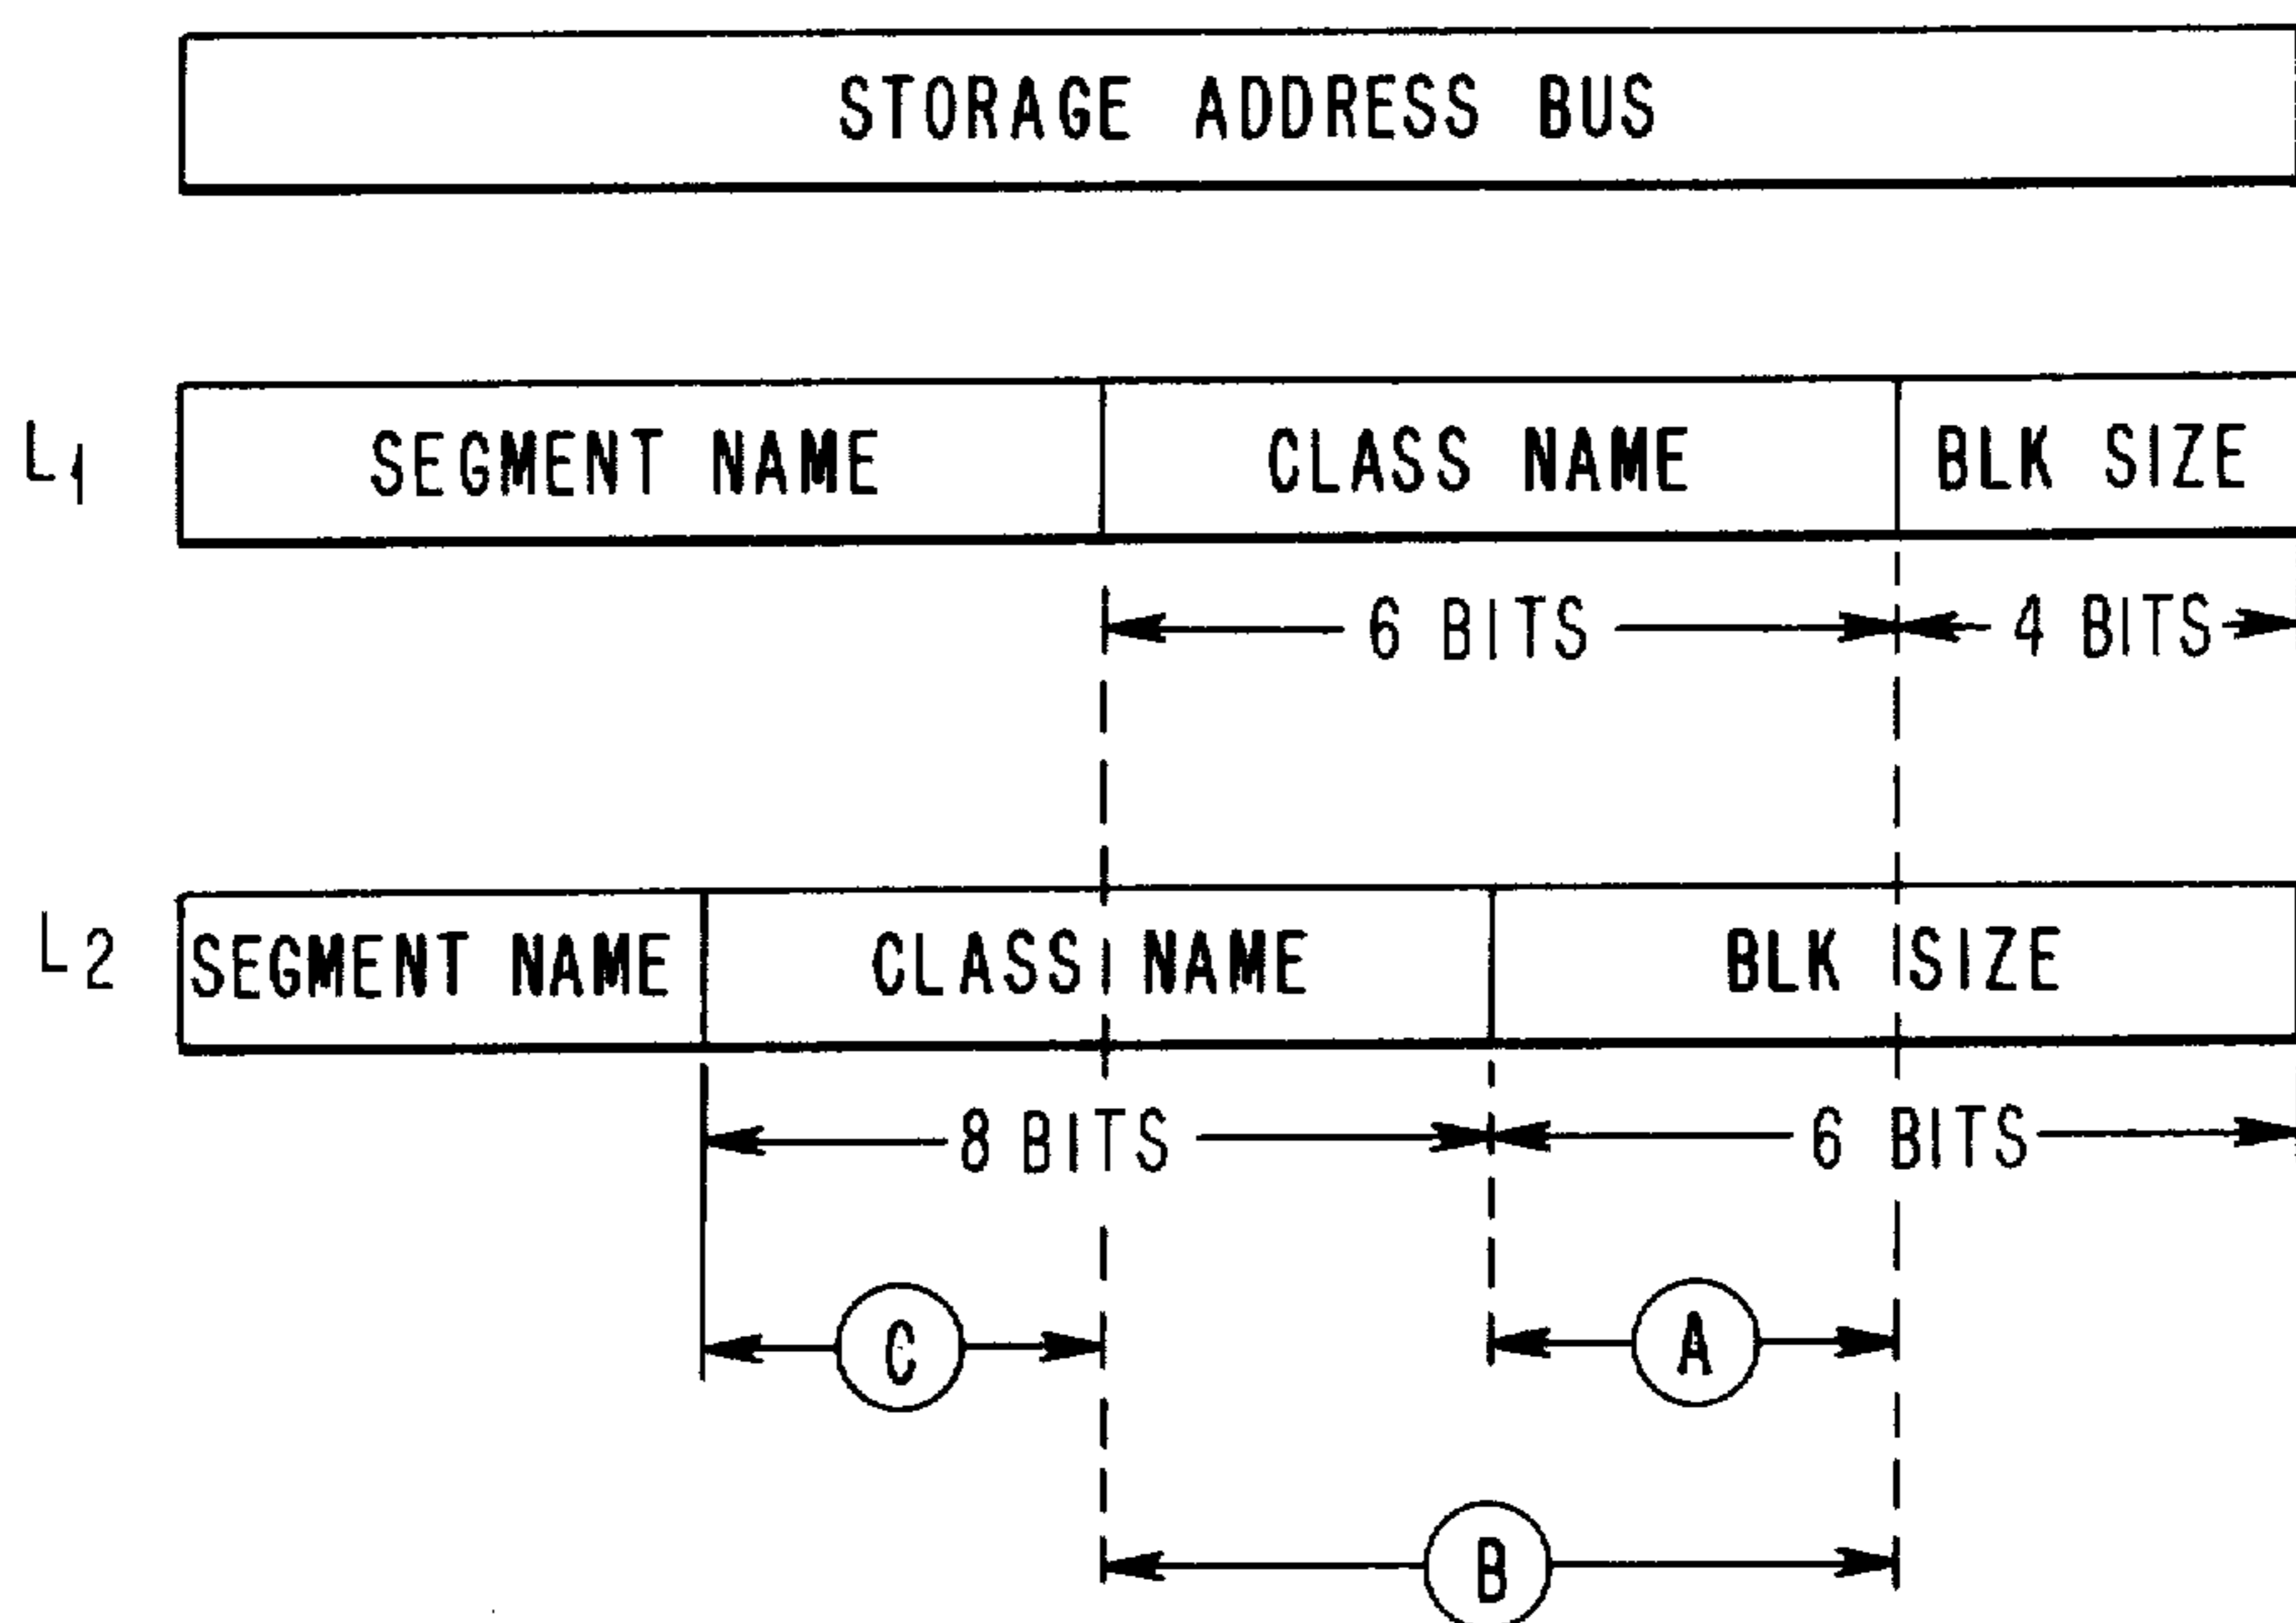 STORAGE ADDRESS BUS
L1 SEGMENT NAME CLASS NAME BLK SIZE
6 BITS 4 BITS
L2 SEGMENT NAME CLASS NAME BLK SIZE
8 BITS 6 BITS
C A
B